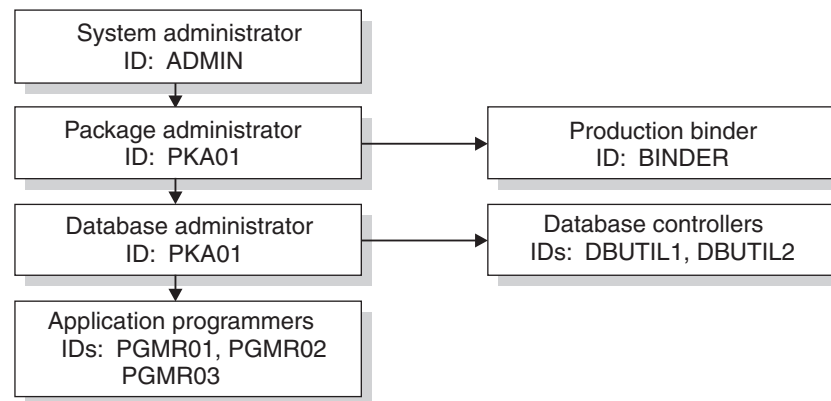 System administrator
ID: ADMIN
Package administrator
ID: PKA01
Production binder
ID: BINDER
Database administrator
ID: PKA01
Database controllers
IDs: DBUTIL1, DBUTIL2
Application programmers
IDs: PGMR01, PGMR02
PGMR03